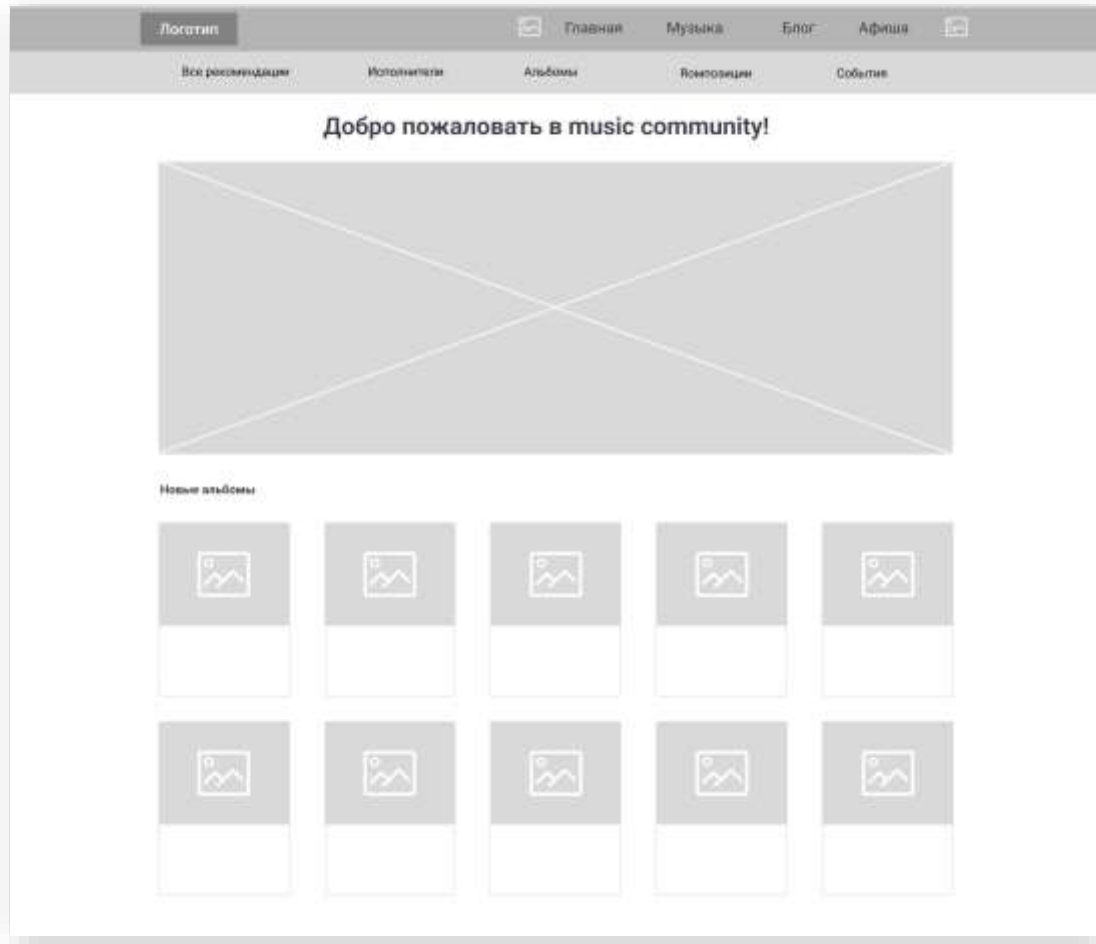 Логотип Главная Музыка Блог Афиша
Все рекомендации Исполнители Альбомы Композиции События
Добро пожаловать в music community!
Новые альбомы